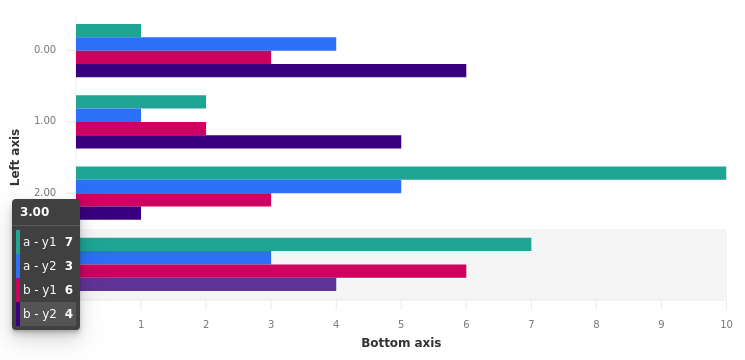 0.00
1.00
Left axis
2.00
3.00
a - y1 7
a - y2 3
b - y1 6
b - y2 4
1 2 3 4 5 6 7 8 9 10
Bottom axis